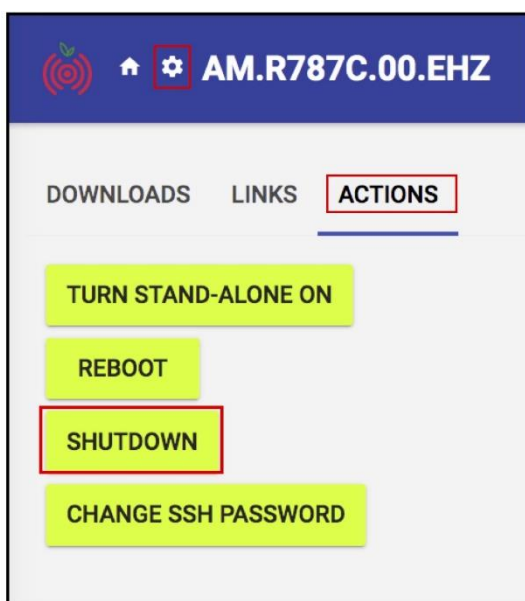 AM.R787C.00.EHZ
DOWNLOADS LINKS ACTIONS
TURN STAND-ALONE ON
REBOOT
SHUTDOWN
CHANGE SSH PASSWORD